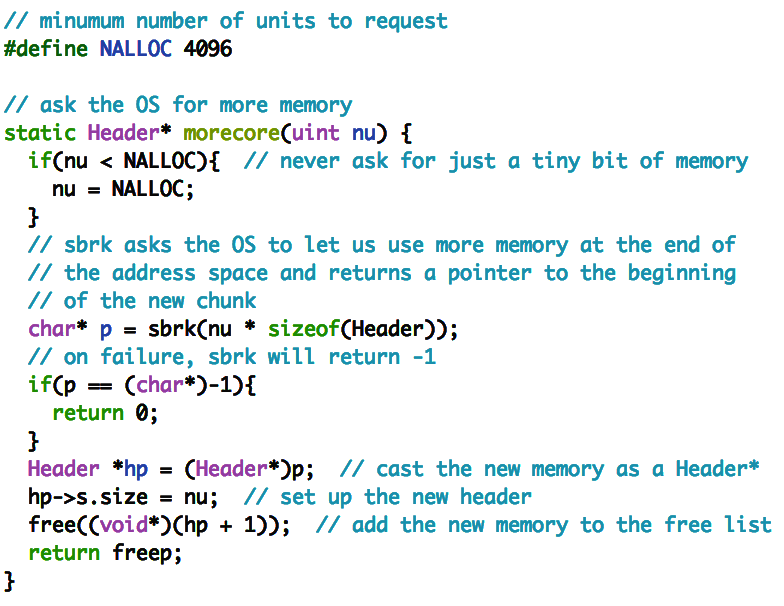 // minumum number of units to request
#define NALLOC 4096

// ask the OS for more memory
static Header* morecore(uint nu) {
  if(nu < NALLOC){  // never ask for just a tiny bit of memory
    nu = NALLOC;
  }
  // sbrk asks the OS to let us use more memory at the end of
  // the address space and returns a pointer to the beginning
  // of the new chunk
  char* p = sbrk(nu * sizeof(Header));
  // on failure, sbrk will return -1
  if(p == (char*)-1){
    return 0;
  }
  Header *hp = (Header*)p;  // cast the new memory as a Header*
  hp->s.size = nu;  // set up the new header
  free((void*)(hp + 1));  // add the new memory to the free list
  return freep;
}